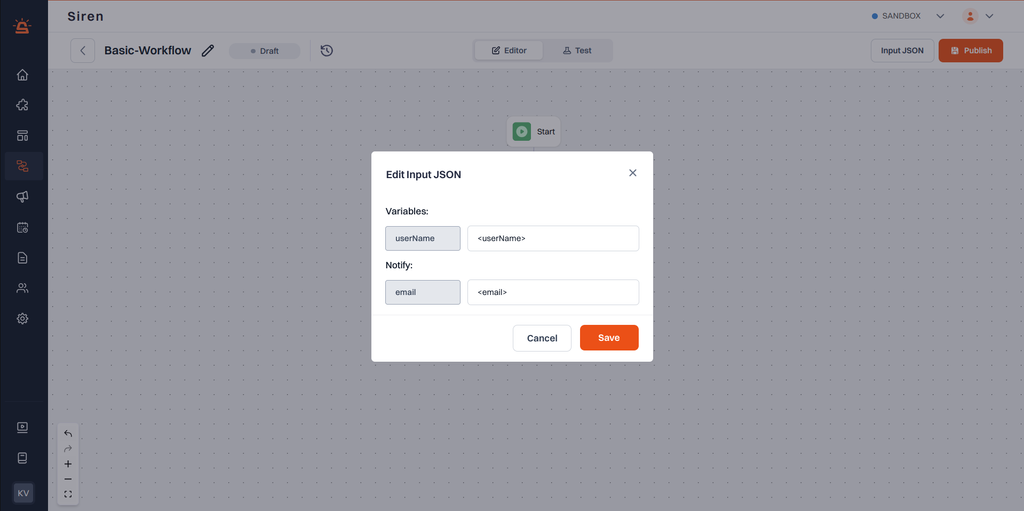 Siren
SANDBOX
Basic-Workflow
Draft
Editor
Test
Input JSON
Publish
Start
Edit Input JSON
Variables:
userName
<userName>
Notify:
email
<email>
Cancel
Save
KV